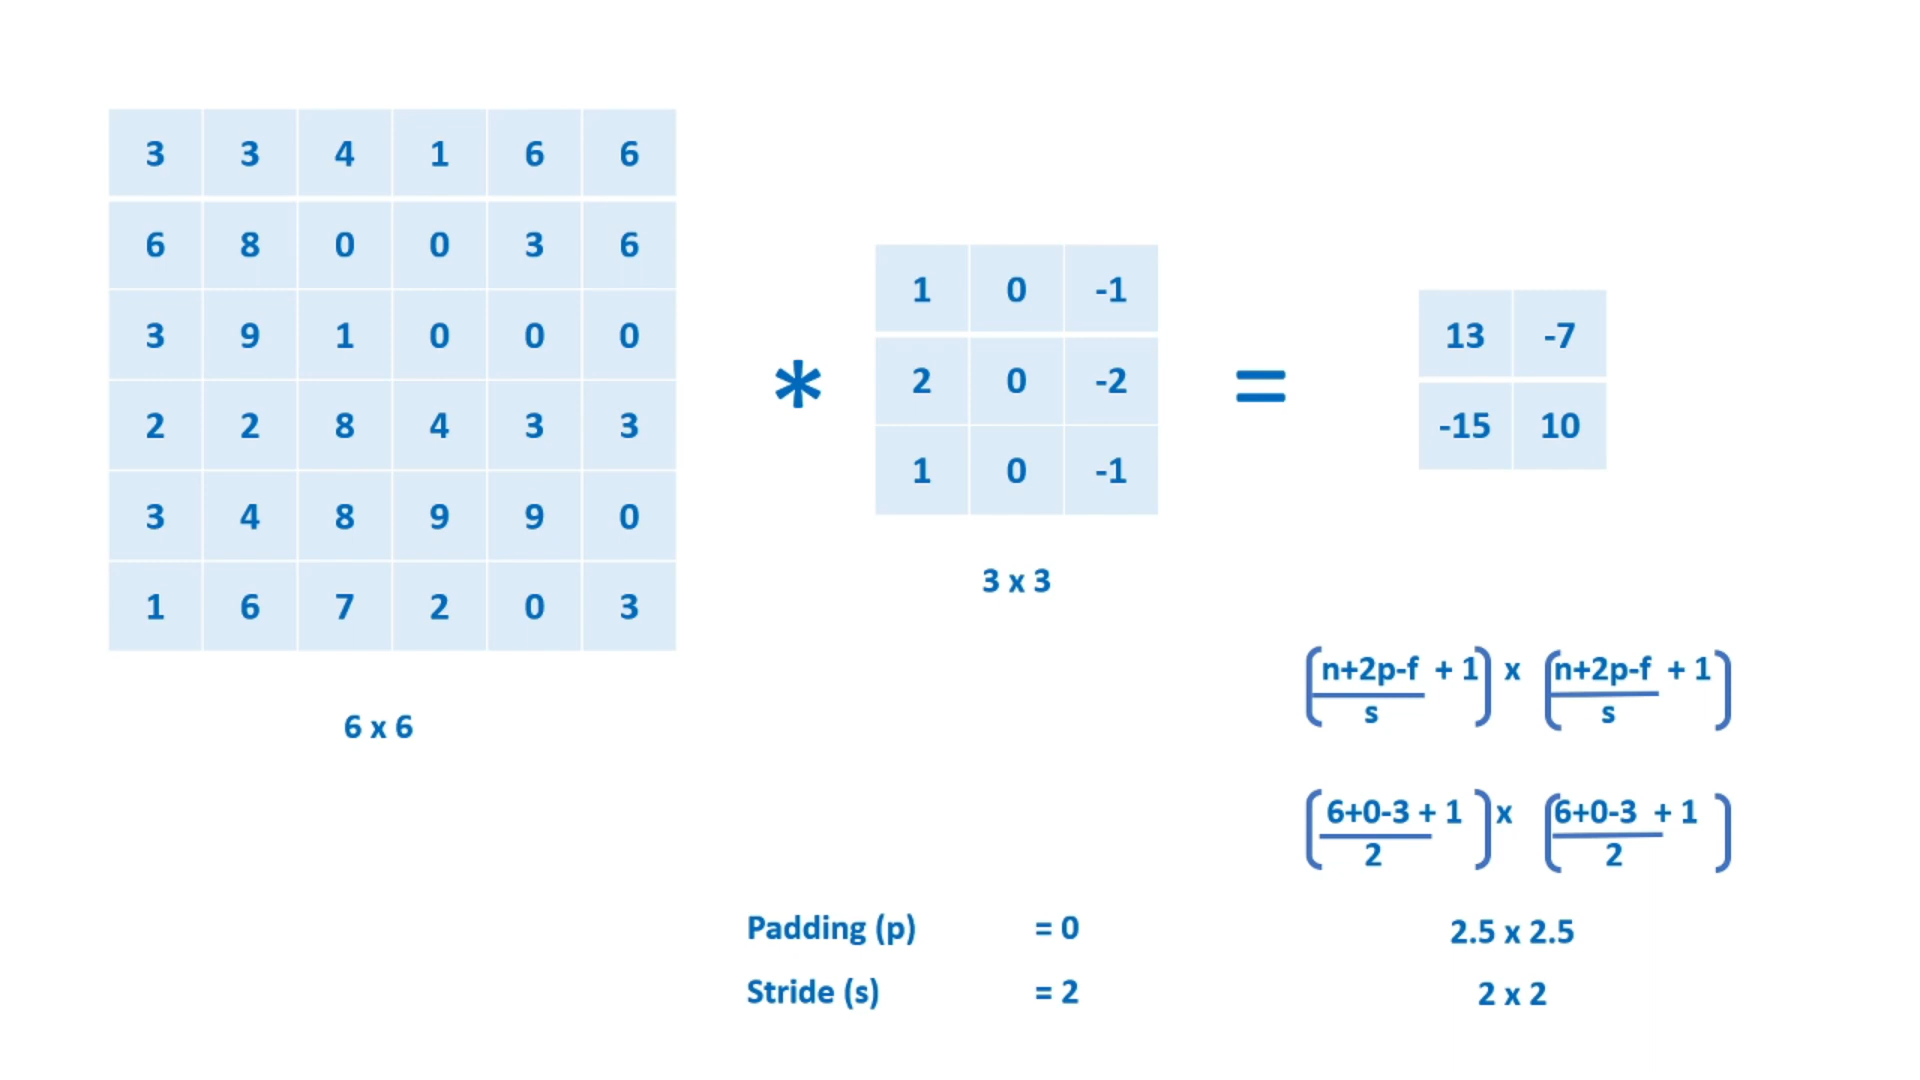 3 3 4 1 6 6
6 8 0 0 3 6
3 9 1 0 0 0
2 2 8 4 3 3
3 4 8 9 9 0
1 6 7 2 0 3
6 x 6
*
1 0 -1
2 0 -2
1 0 -1
3 x 3
=
13 -7
-15 10
(n+2p-f + 1) x (n+2p-f + 1)
s s
(6+0-3 + 1) x (6+0-3 + 1)
2 2
2.5 x 2.5
2 x 2
Padding (p) = 0
Stride (s) = 2